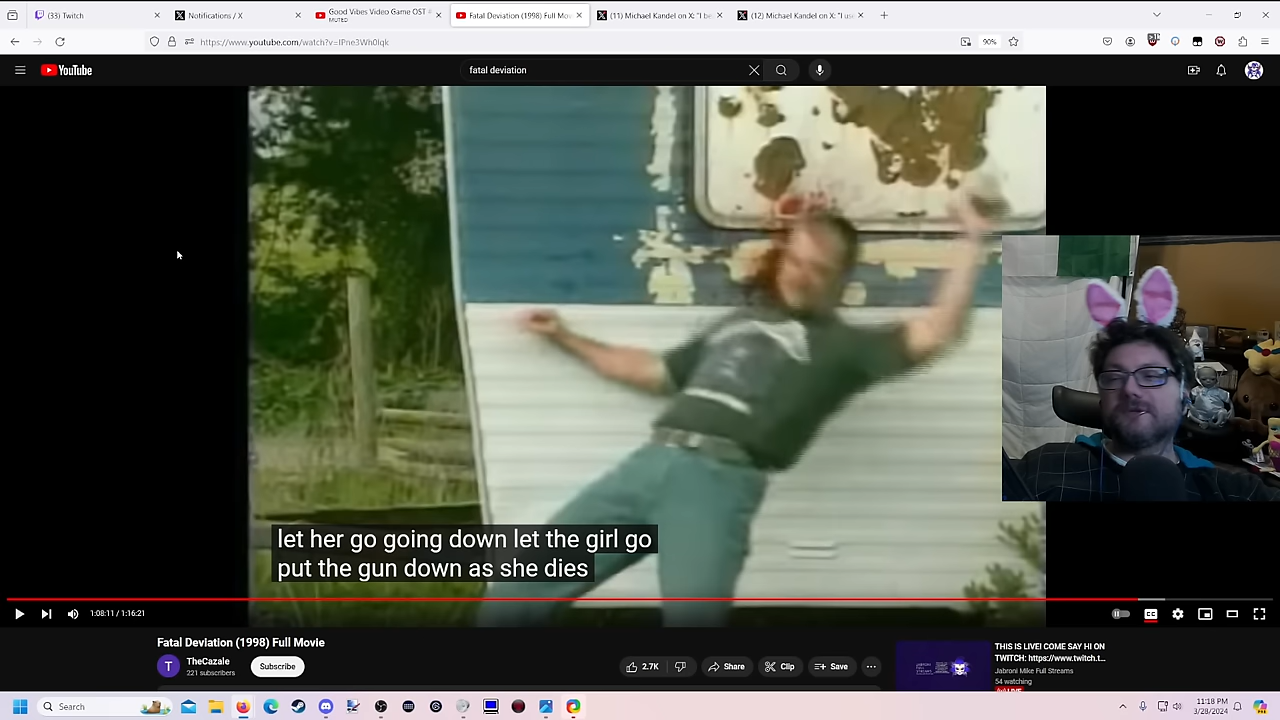 (33) Twitch
Notifications / X
Good Vibes Video Game OST
MUTED
Fatal Deviation (1998) Full Mov
(11) Michael Kandel on X: "I be
(12) Michael Kandel on X: "I us
https://www.youtube.com/watch?v=IPne3Wh0lqk
90%
YouTube
fatal deviation
let her go going down let the girl go
put the gun down as she dies
1:08:11 / 1:16:21
CC
Fatal Deviation (1998) Full Movie
T
TheCazale
221 subscribers
Subscribe
2.7K
Share
Clip
Save
THIS IS LIVE! COME SAY HI ON
TWITCH: https://www.twitch.t...
Jabroni Mike Full Streams
54 watching
LIVE
Search
11:18 PM
3/28/2024